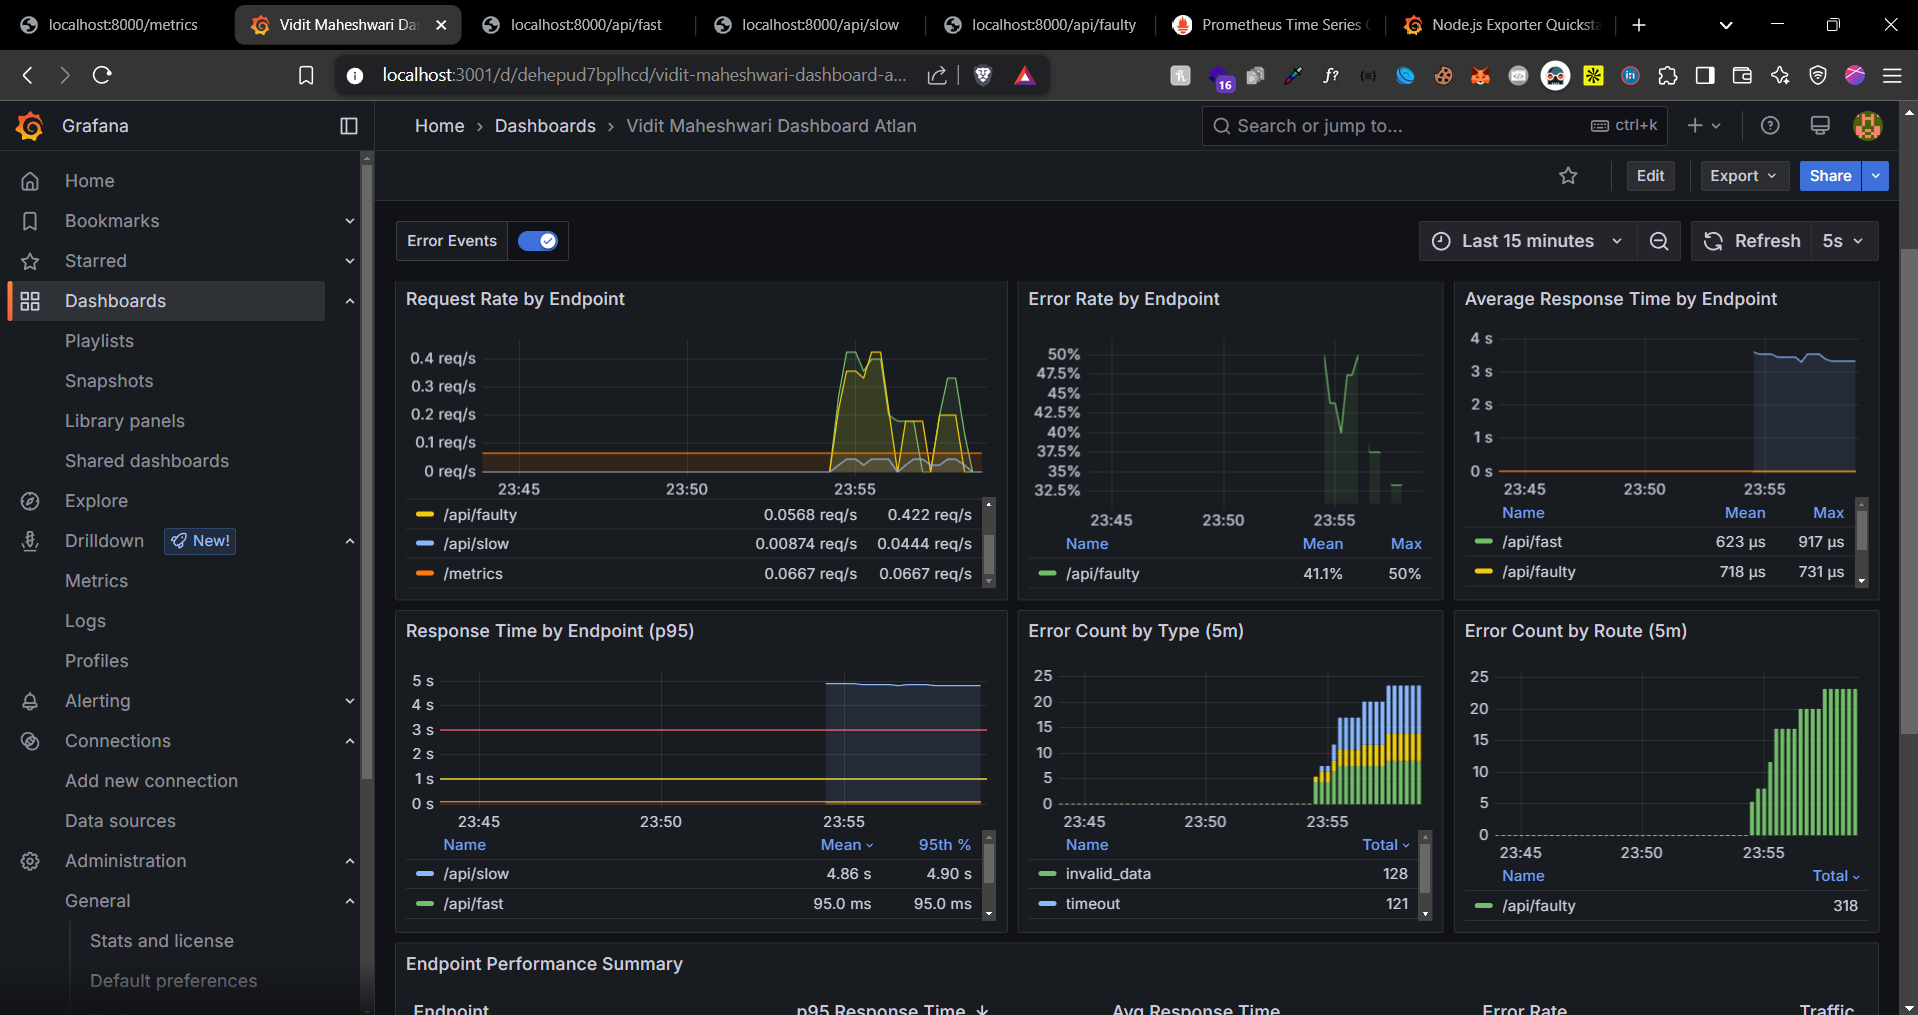 localhost:8000/metrics
Vidit Maheshwari Da
localhost:8000/api/fast
localhost:8000/api/slow
localhost:8000/api/faulty
Prometheus Time Series
Node.js Exporter Quicksta
localhost:3001/d/dehepud7bplhcd/vidit-maheshwari-dashboard-a...
16
f?
Grafana
Home › Dashboards › Vidit Maheshwari Dashboard Atlan
Search or jump to...
ctrl+k
Edit
Export
Share
Home
Bookmarks
Starred
Dashboards
Playlists
Snapshots
Library panels
Shared dashboards
Explore
Drilldown
New!
Metrics
Logs
Profiles
Alerting
Connections
Add new connection
Data sources
Administration
General
Stats and license
Default preferences
Error Events
Last 15 minutes
Refresh
5s
Request Rate by Endpoint
0.4 req/s
0.3 req/s
0.2 req/s
0.1 req/s
0 req/s
23:45 23:50 23:55
/api/faulty 0.0568 req/s 0.422 req/s
/api/slow 0.00874 req/s 0.0444 req/s
/metrics 0.0667 req/s 0.0667 req/s
Error Rate by Endpoint
50%
47.5%
45%
42.5%
40%
37.5%
35%
32.5%
23:45 23:50 23:55
Name Mean Max
/api/faulty 41.1% 50%
Average Response Time by Endpoint
4 s
3 s
2 s
1 s
0 s
23:45 23:50 23:55
Name Mean Max
/api/fast 623 µs 917 µs
/api/faulty 718 µs 731 µs
Response Time by Endpoint (p95)
5 s
4 s
3 s
2 s
1 s
0 s
23:45 23:50 23:55
Name Mean 95th %
/api/slow 4.86 s 4.90 s
/api/fast 95.0 ms 95.0 ms
Error Count by Type (5m)
25
20
15
10
5
0
23:45 23:50 23:55
Name Total
invalid_data 128
timeout 121
Error Count by Route (5m)
25
20
15
10
5
0
23:45 23:50 23:55
Name Total
/api/faulty 318
Endpoint Performance Summary
Endpoint p95 Response Time Avg Response Time Error Rate Traffic